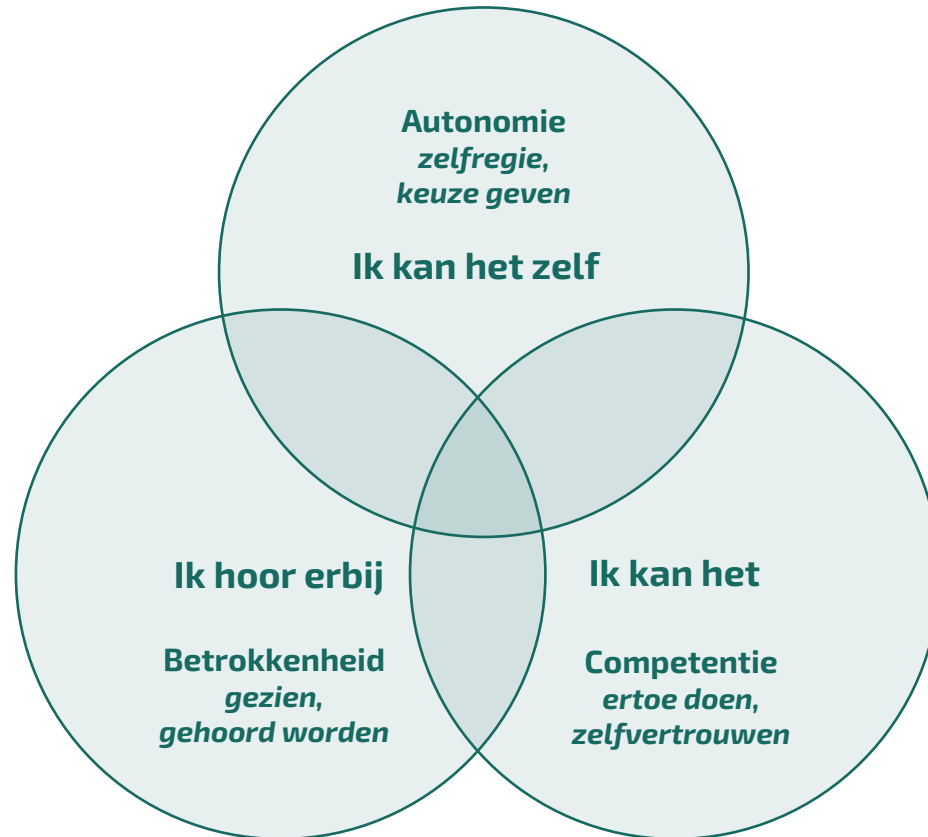 Autonomie
zelfregie,
keuze geven
Ik kan het zelf
Ik hoor erbij
Betrokkenheid
gezien,
gehoord worden
Ik kan het
Competentie
ertoe doen,
zelfvertrouwen